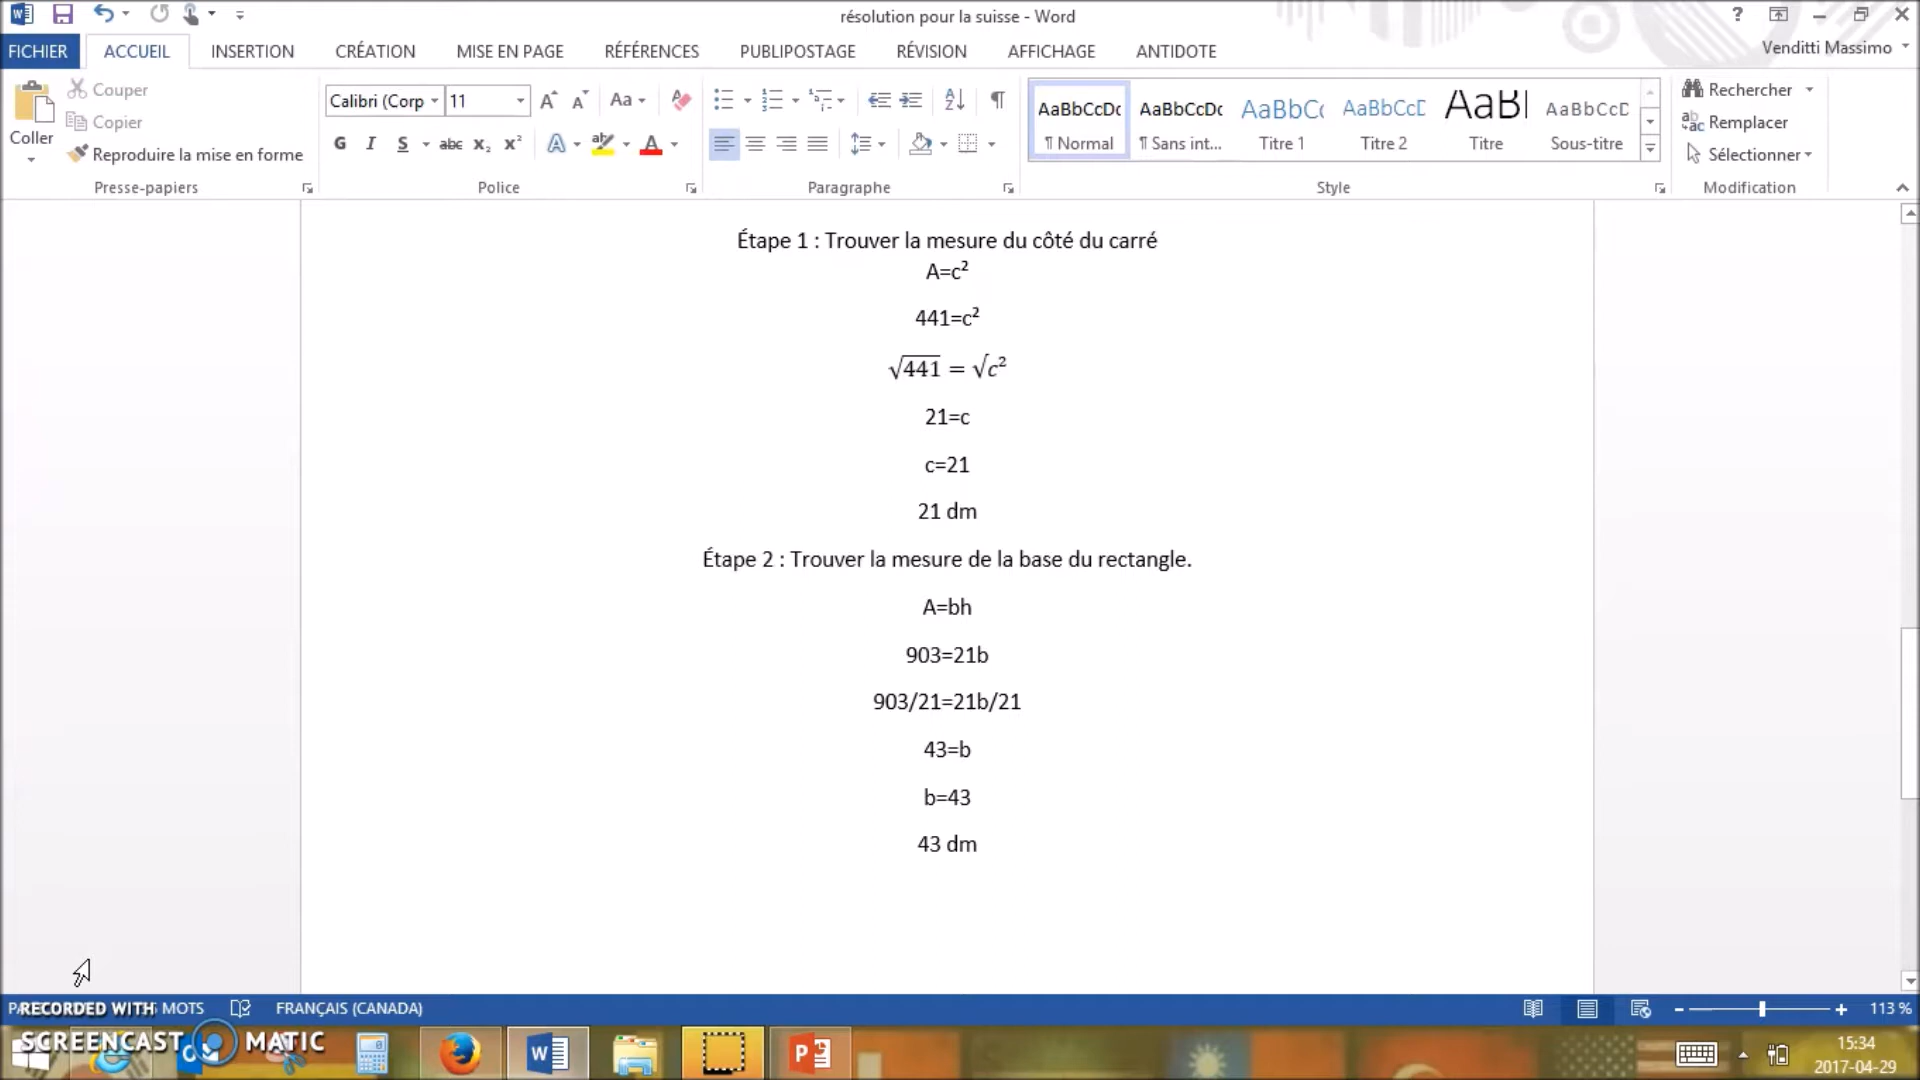 résolution pour la suisse - Word
?
Venditti Massimo
FICHIER ACCUEIL INSERTION CRÉATION MISE EN PAGE RÉFÉRENCES PUBLIPOSTAGE RÉVISION AFFICHAGE ANTIDOTE
Coller
Couper
Copier
Reproduire la mise en forme
Presse-papiers
Calibri (Corp 11
Aa
G I S abc x₂ x² A ab A
Police
Paragraphe
AaBbCcDc AaBbCcDc AaBbCc AaBbCcD AaBl AaBbCcD
¶ Normal ¶ Sans int... Titre 1 Titre 2 Titre Sous-titre
Style
Rechercher
Remplacer
Sélectionner
Modification
Étape 1 : Trouver la mesure du côté du carré
A=c²
441=c²
√441 = √c²
21=c
c=21
21 dm
Étape 2 : Trouver la mesure de la base du rectangle.
A=bh
903=21b
903/21=21b/21
43=b
b=43
43 dm
MOTS FRANÇAIS (CANADA)
113 %
RECORDED WITH
SCREENCAST MATIC
15:34
2017-04-29